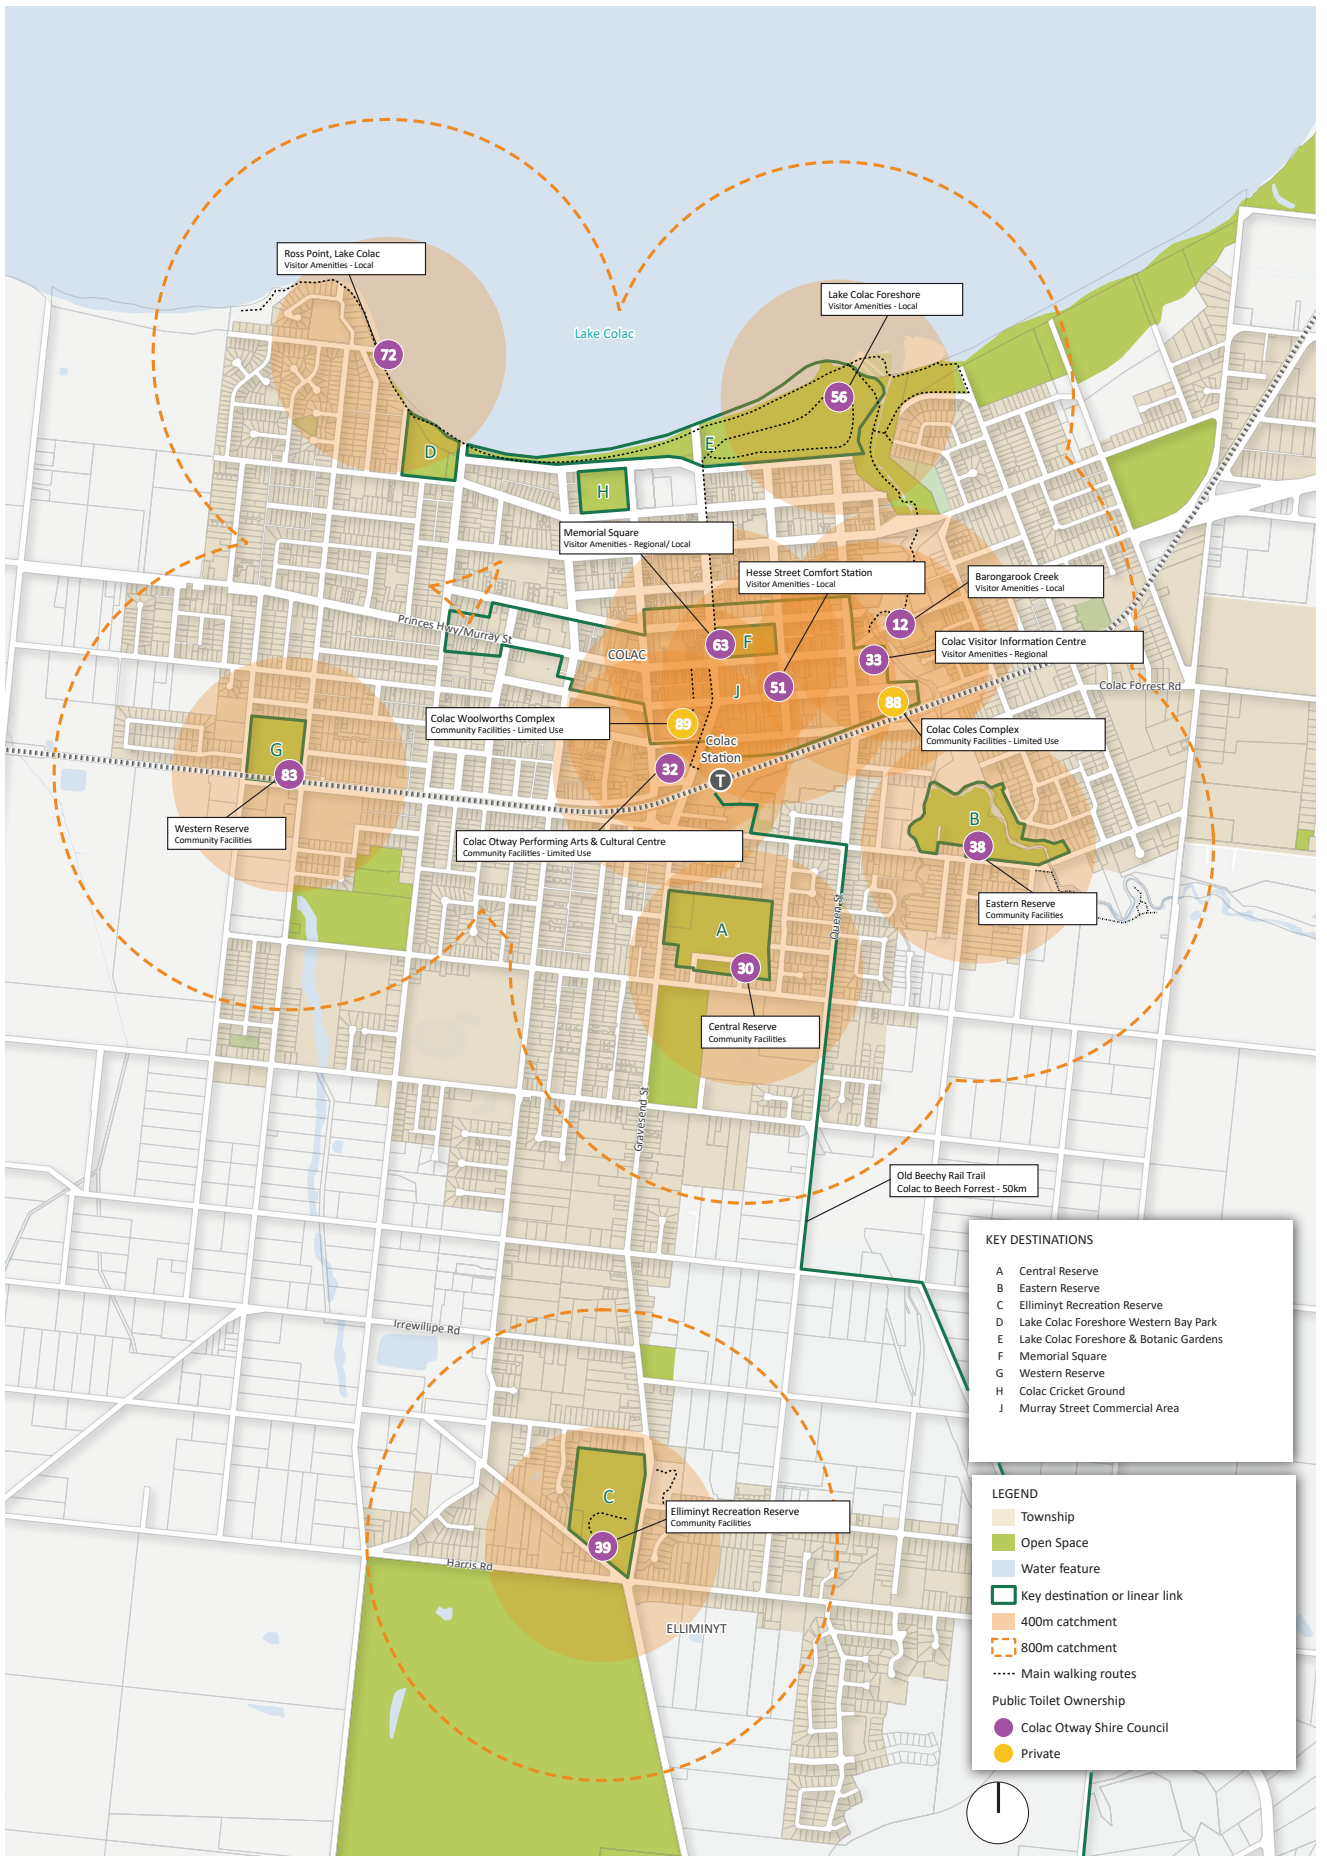 Ross Point, Lake Colac
Visitor Amenities - Local
Lake Colac Foreshore
Visitor Amenities - Local
Lake Colac
72
56
D
E
H
Memorial Square
Visitor Amenities - Regional/ Local
Hesse Street Comfort Station
Visitor Amenities - Local
Barongarook Creek
Visitor Amenities - Local
12
Princes Hwy/Murray St
COLAC
63
F
33
Colac Visitor Information Centre
Visitor Amenities - Regional
J
51
88
Colac Forrest Rd
Colac Woolworths Complex
Community Facilities - Limited Use
89
Colac Coles Complex
Community Facilities - Limited Use
G
83
Colac
Station
T
32
Western Reserve
Community Facilities
Colac Otway Performing Arts & Cultural Centre
Community Facilities - Limited Use
B
38
Eastern Reserve
Community Facilities
Queen St
A
30
Central Reserve
Community Facilities
Gravesend St
Old Beechy Rail Trail
Colac to Beech Forrest - 50km
Irrewillipe Rd
C
Elliminyt Recreation Reserve
Community Facilities
39
Harris Rd
ELLIMINYT
KEY DESTINATIONS
A Central Reserve
B Eastern Reserve
C Elliminyt Recreation Reserve
D Lake Colac Foreshore Western Bay Park
E Lake Colac Foreshore & Botanic Gardens
F Memorial Square
G Western Reserve
H Colac Cricket Ground
J Murray Street Commercial Area
LEGEND
Township
Open Space
Water feature
Key destination or linear link
400m catchment
800m catchment
Main walking routes
Public Toilet Ownership
Colac Otway Shire Council
Private